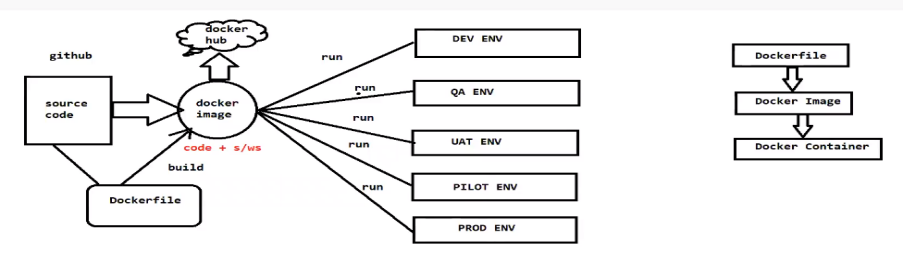 docker
hub
github
source
code
docker
image
code + s/ws
build
Dockerfile
run
run
run
run
run
DEV ENV
QA ENV
UAT ENV
PILOT ENV
PROD ENV
Dockerfile
Docker Image
Docker Container